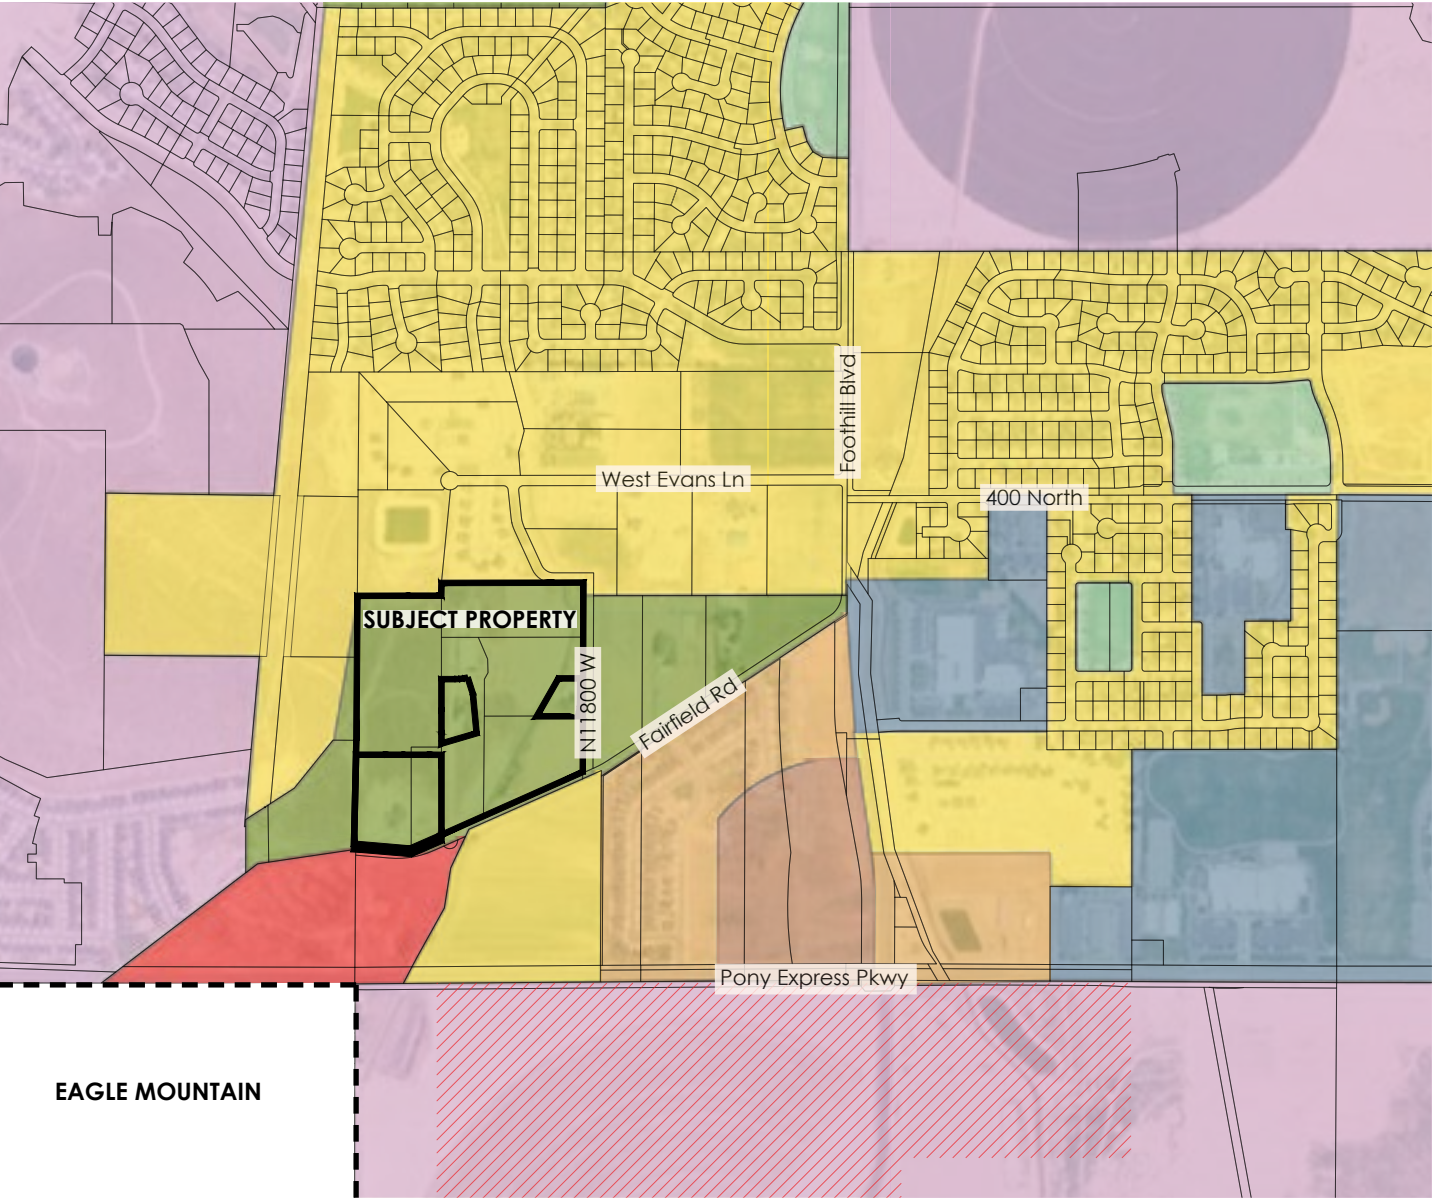 Foothill Blvd
West Evans Ln
400 North
SUBJECT PROPERTY
N11800 W
Fairfield Rd
Pony Express Pkwy
EAGLE MOUNTAIN